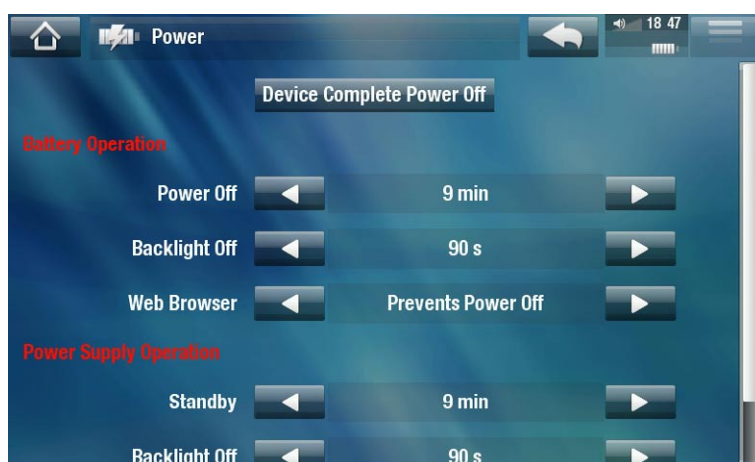 Power
18 47
Device Complete Power Off
Battery Operation
Power Off 9 min
Backlight Off 90 s
Web Browser Prevents Power Off
Power Supply Operation
Standby 9 min
Backlight Off 90 s